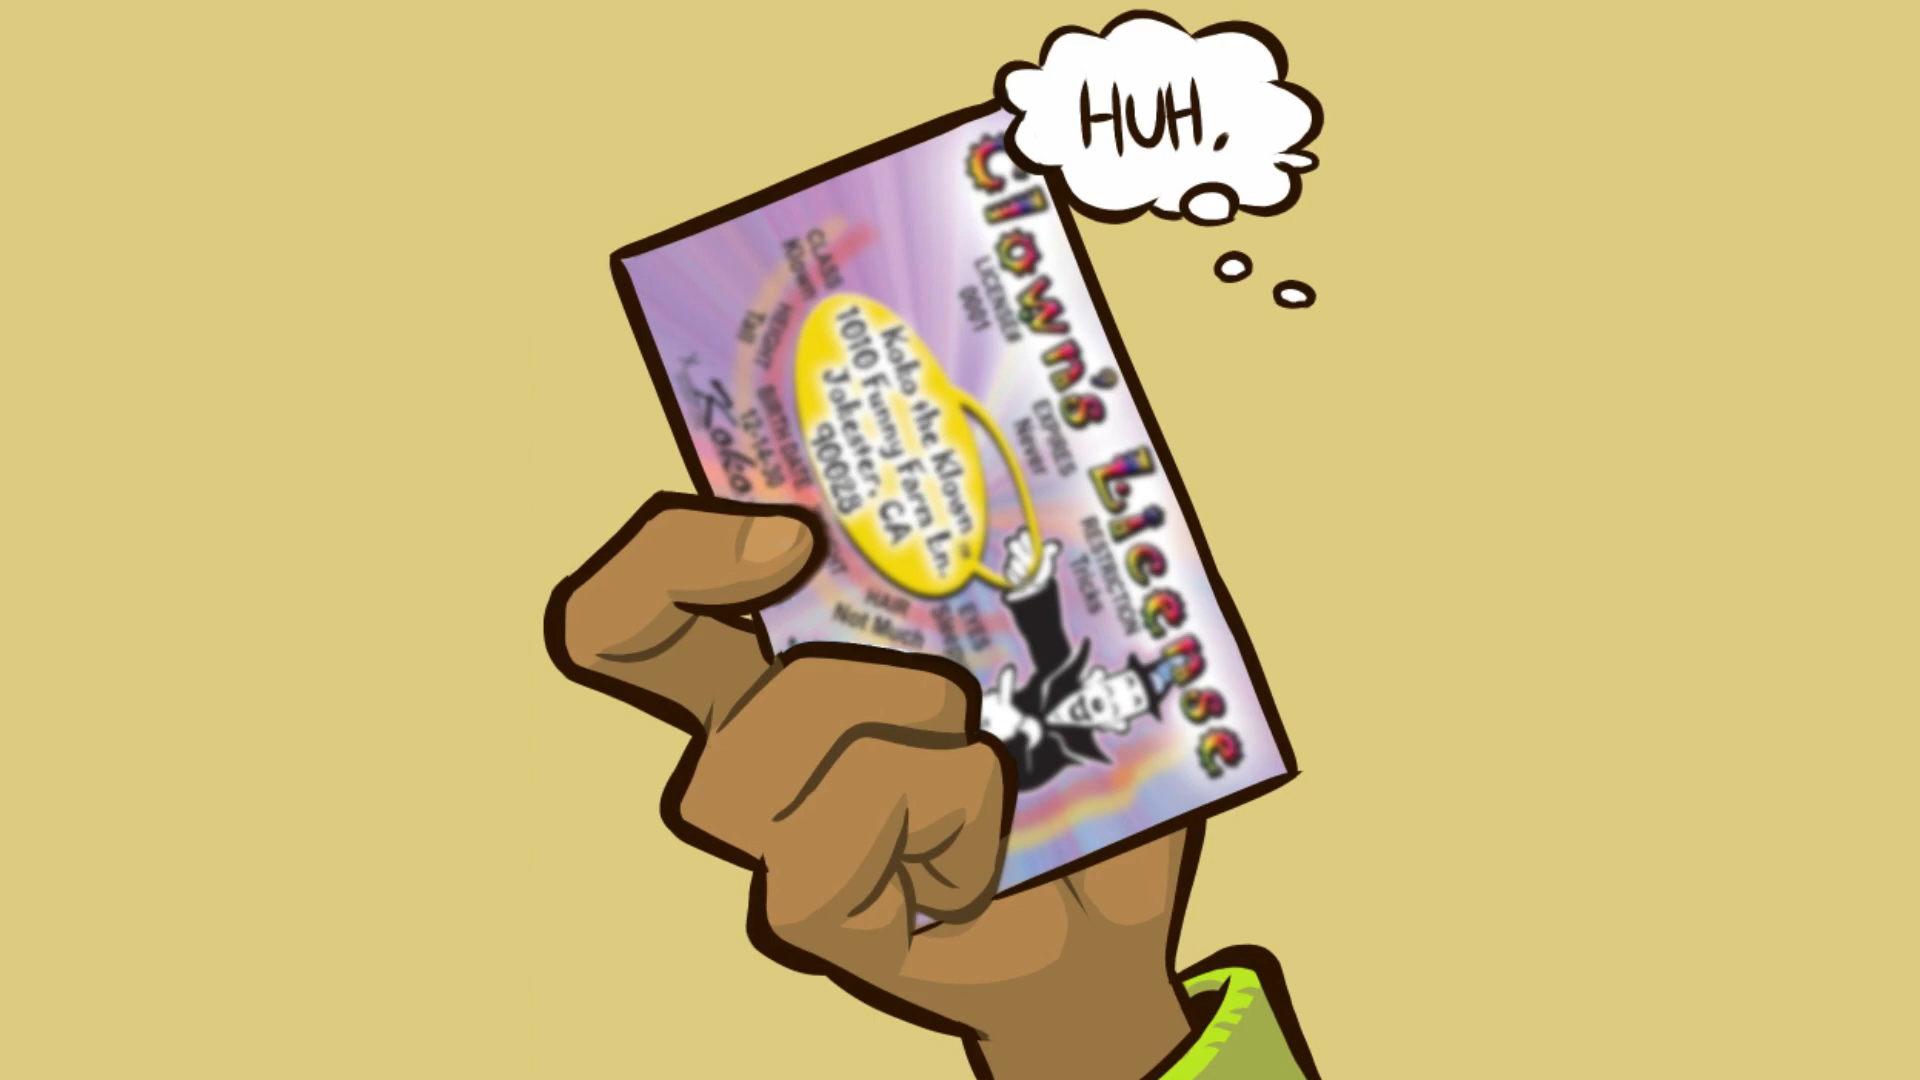 HUH.
Clown's License
LICENSE#
0001
EXPIRES
Never
RESTRICTION
Tricks
Koko the Klown
1010 Funny Farm Ln.
Jokester, CA
90028
CLASS
Klown
HEIGHT
Tall
BIRTH DATE
12-14-30
HAIR
Not Much
EYES
X
Koko